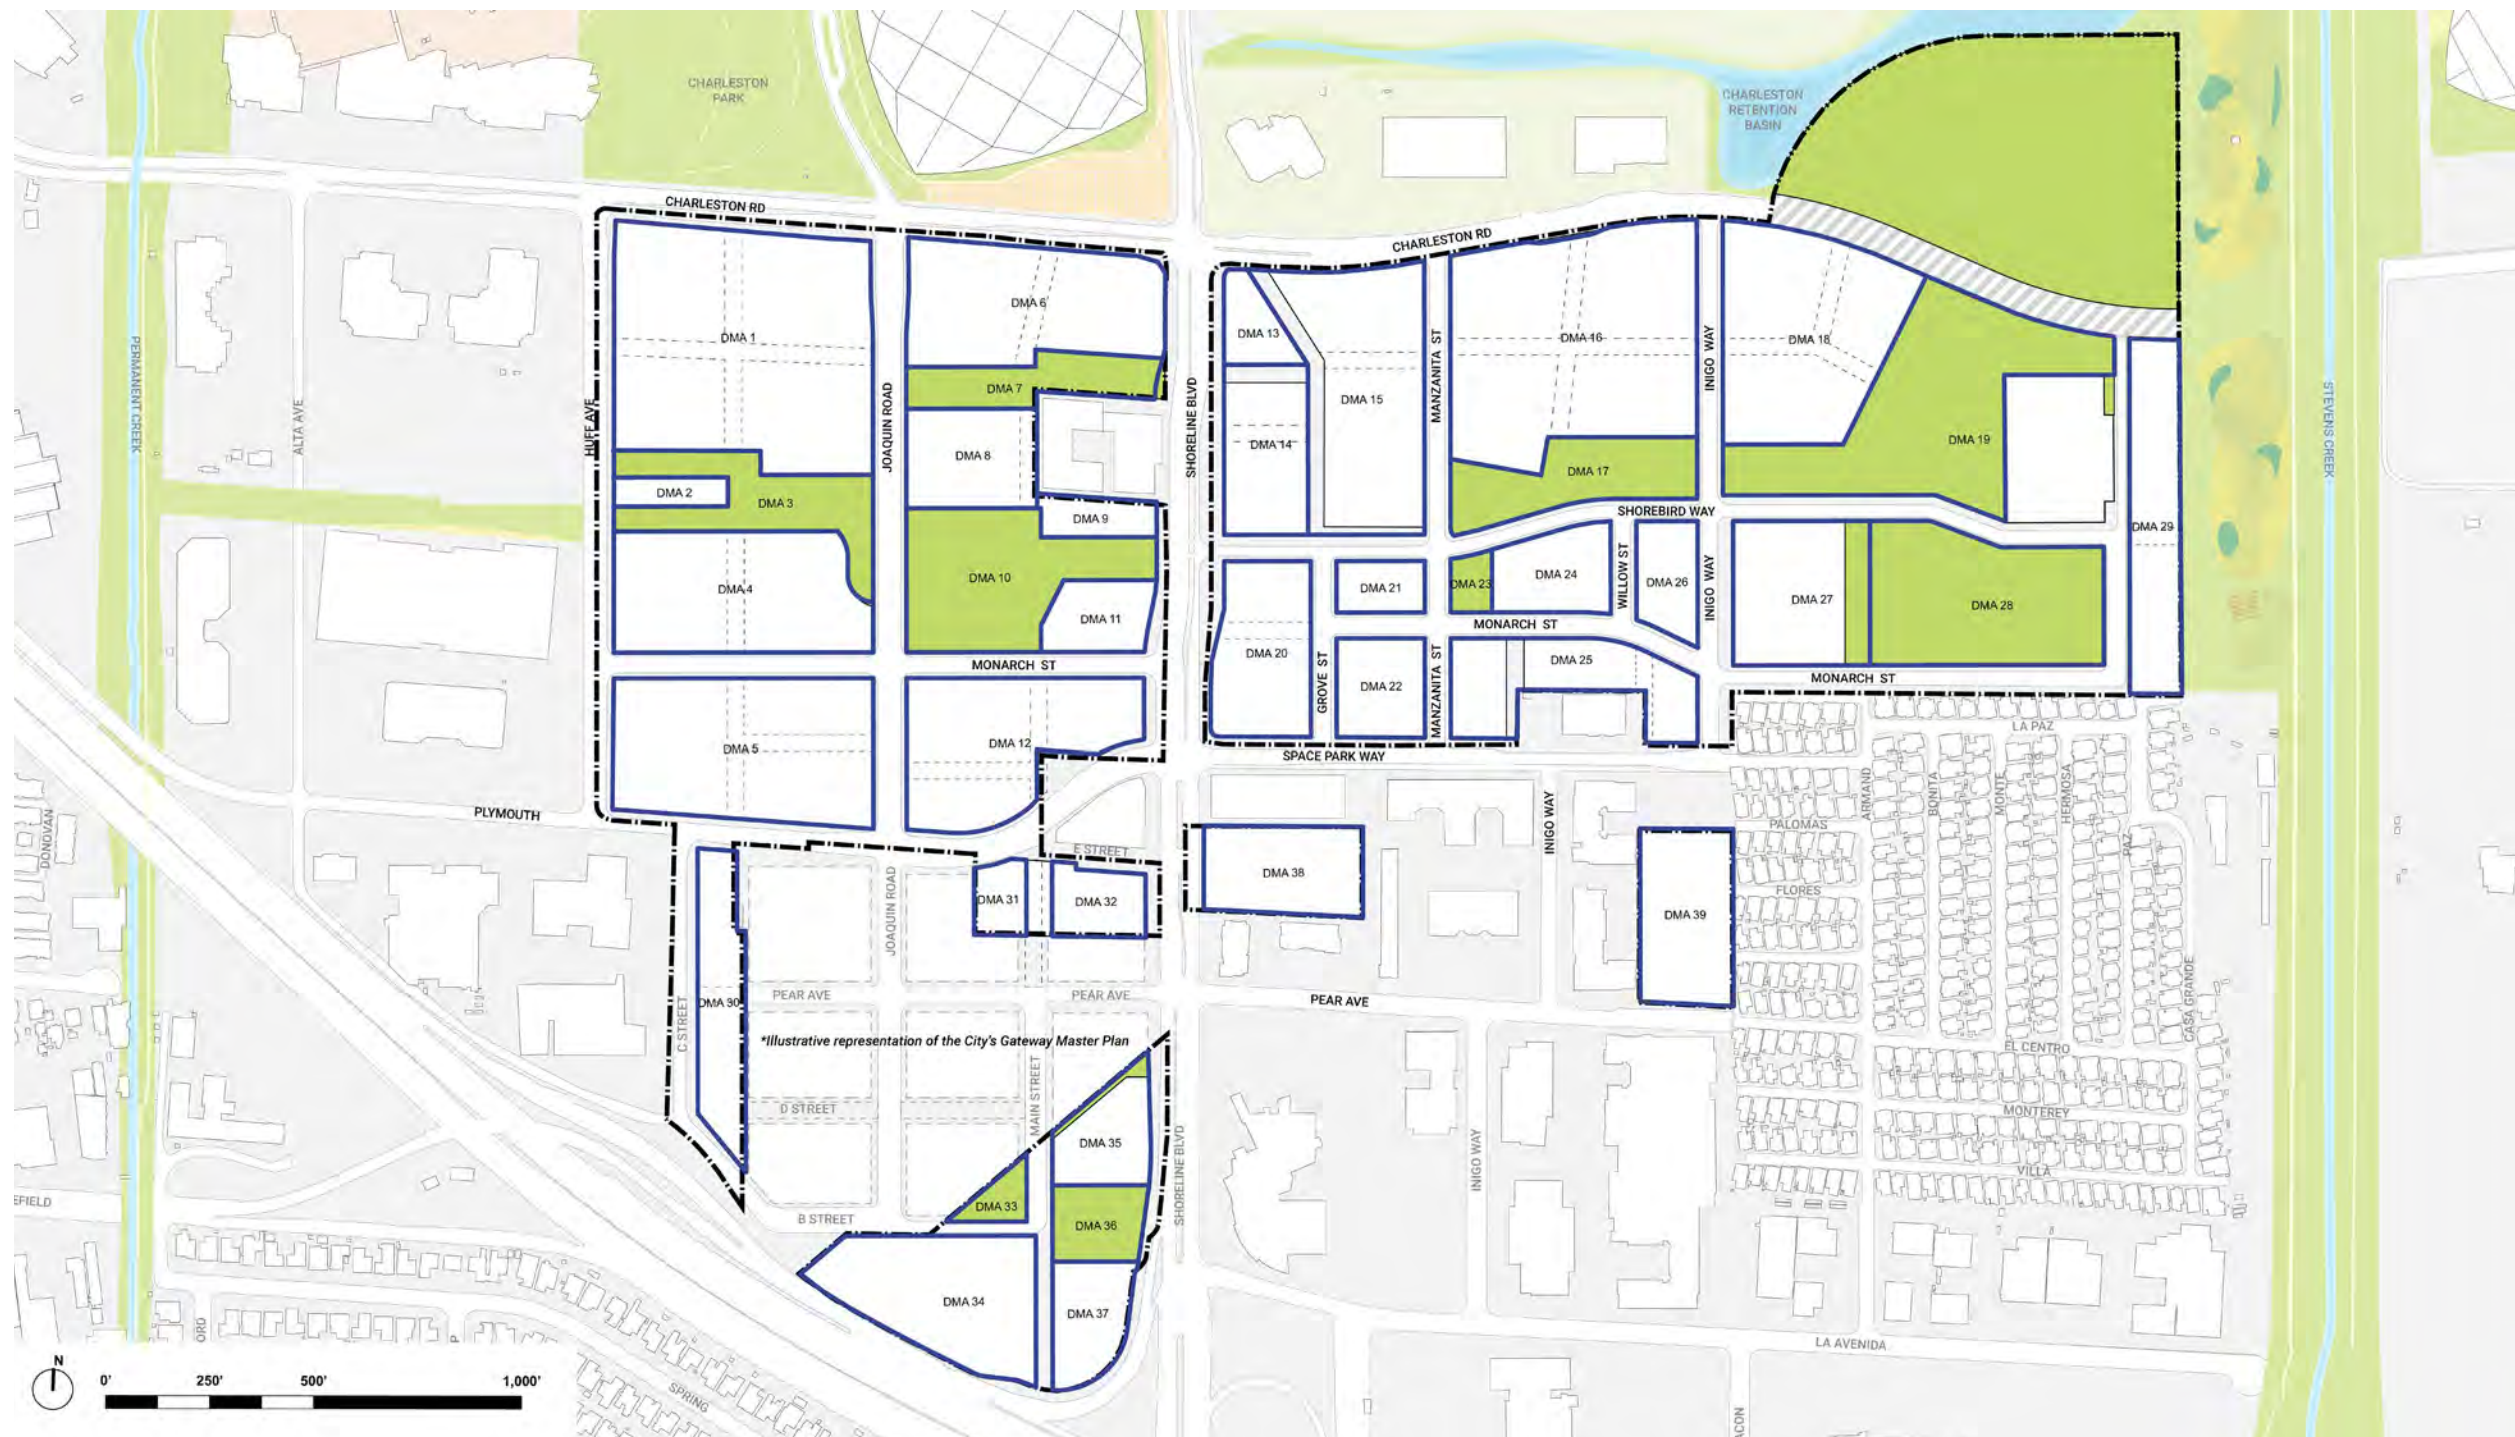 CHARLESTON
PARK
CHARLESTON
RETENTION
BASIN
CHARLESTON RD
CHARLESTON RD
DMA 6
DMA 1
DMA 13
DMA 16
DMA 18
PERMANENT CREEK
ALTA AVE
HUFF AVE
JOAQUIN ROAD
SHORELINE BLVD
MANZANITA ST
INIGO WAY
STEVENS CREEK
DMA 7
DMA 15
DMA 8
DMA 14
DMA 19
DMA 17
DMA 2
DMA 3
DMA 9
SHOREBIRD WAY
DMA 29
DMA 10
DMA 4
DMA 11
DMA 21
DMA 23
DMA 24
WILLOW ST
DMA 26
INIGO WAY
DMA 27
DMA 28
MONARCH ST
MONARCH ST
DMA 20
GROVE ST
DMA 22
MANZANITA ST
DMA 25
MONARCH ST
DMA 5
DMA 12
SPACE PARK WAY
LA PAZ
PLYMOUTH
DONOVAN
E STREET
INIGO WAY
ARMAND
BONITA
MONTE
HERMOSA
PAZ
PALOMAS
DMA 38
FLORES
DMA 31
DMA 32
JOAQUIN ROAD
DMA 39
C STREET
DMA 30
PEAR AVE
PEAR AVE
PEAR AVE
CASA GRANDE
*Illustrative representation of the City's Gateway Master Plan
EL CENTRO
MAIN STREET
D STREET
MONTEREY
DMA 35
SHORELINE BLVD
INIGO WAY
VILLA
EFIELD
DMA 33
B STREET
DMA 36
DMA 34
DMA 37
ORD
P
LA AVENIDA
N
0'
250'
500'
1,000'
SPRING
ACON